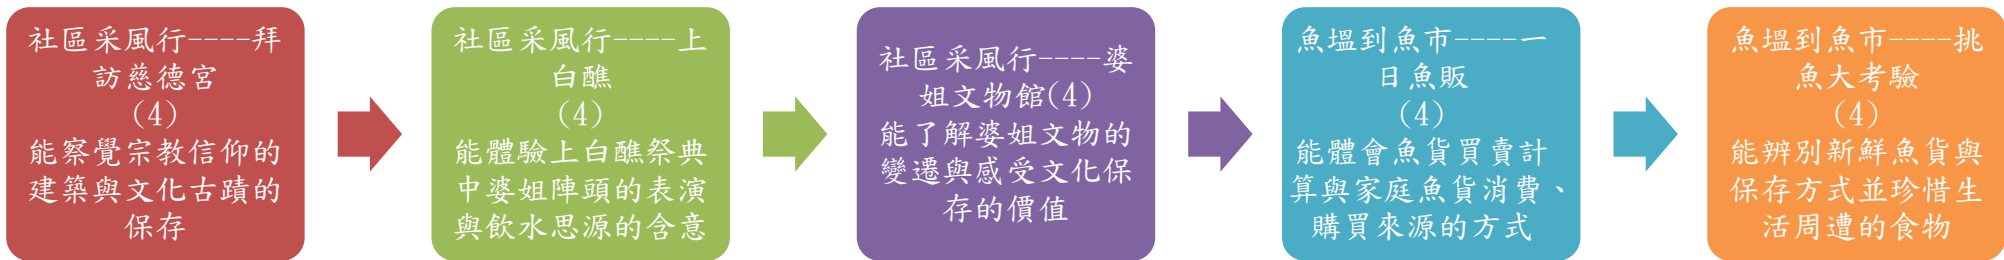 社區采風行----拜
訪慈德宮
(4)
能察覺宗教信仰的
建築與文化古蹟的
保存
社區采風行----上
白醮
(4)
能體驗上白醮祭典
中婆姐陣頭的表演
與飲水思源的含意
社區采風行----婆
姐文物館(4)
能了解婆姐文物的
變遷與感受文化保
存的價值
魚塭到魚市----一
日魚販
(4)
能體會魚貨買賣計
算與家庭魚貨消費、
購買來源的方式
魚塭到魚市----挑
魚大考驗
(4)
能辨別新鮮魚貨與
保存方式並珍惜生
活周遭的食物